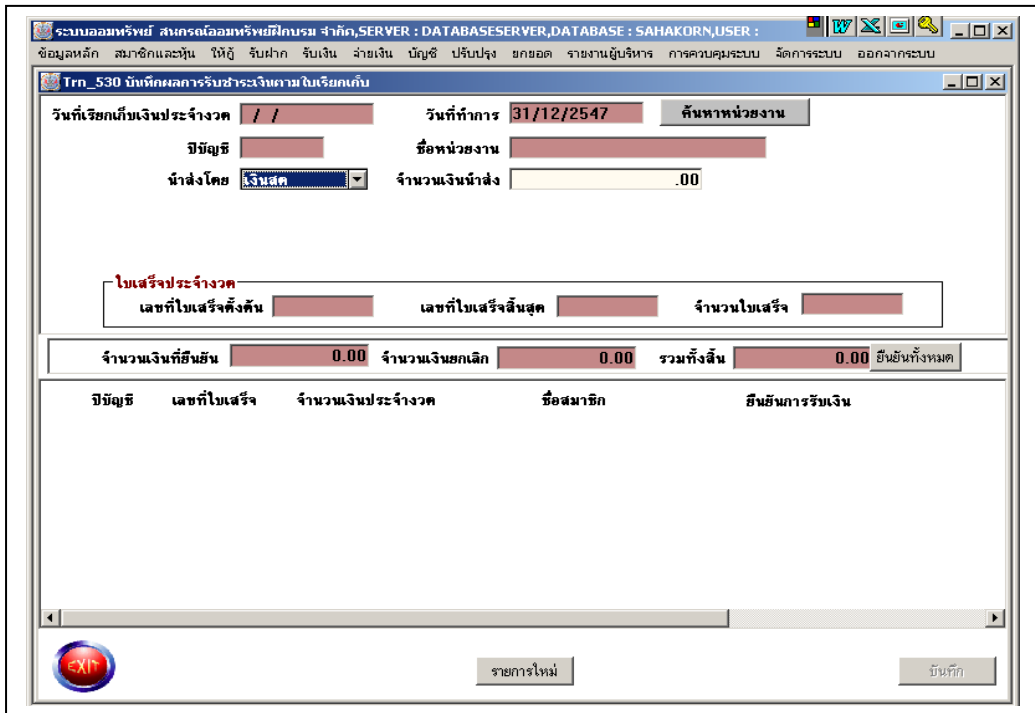 ระบบออมทรัพย์ สหกรณ์ออมทรัพย์ฝึกบรม จำกัด,SERVER : DATABASESERVER,DATABASE : SAHAKORN,USER :
ข้อมูลหลัก สมาชิกและหุ้น ให้กู้ รับฝาก รับเงิน จ่ายเงิน บัญชี ปรับปรุง ยกยอด รายงานผู้บริหาร การควบคุมระบบ จัดการระบบ ออกจากระบบ
Trn_530 บันทึกผลการรับชำระเงินตามใบเรียกเก็บ
วันที่เรียกเก็บเงินประจำงวด / / วันที่ทำการ 31/12/2547 ค้นหาหน่วยงาน
ปีบัญชี ชื่อหน่วยงาน
นำส่งโดย เงินสด จำนวนเงินนำส่ง .00
ใบเสร็จประจำงวด
เลขที่ใบเสร็จตั้งต้น เลขที่ใบเสร็จสิ้นสุด จำนวนใบเสร็จ
จำนวนเงินที่ยืนยัน 0.00 จำนวนเงินยกเลิก 0.00 รวมทั้งสิ้น 0.00 ยืนยันทั้งหมด
ปีบัญชี เลขที่ใบเสร็จ จำนวนเงินประจำงวด ชื่อสมาชิก ยืนยันการรับเงิน
EXIT รายการใหม่ บันทึก